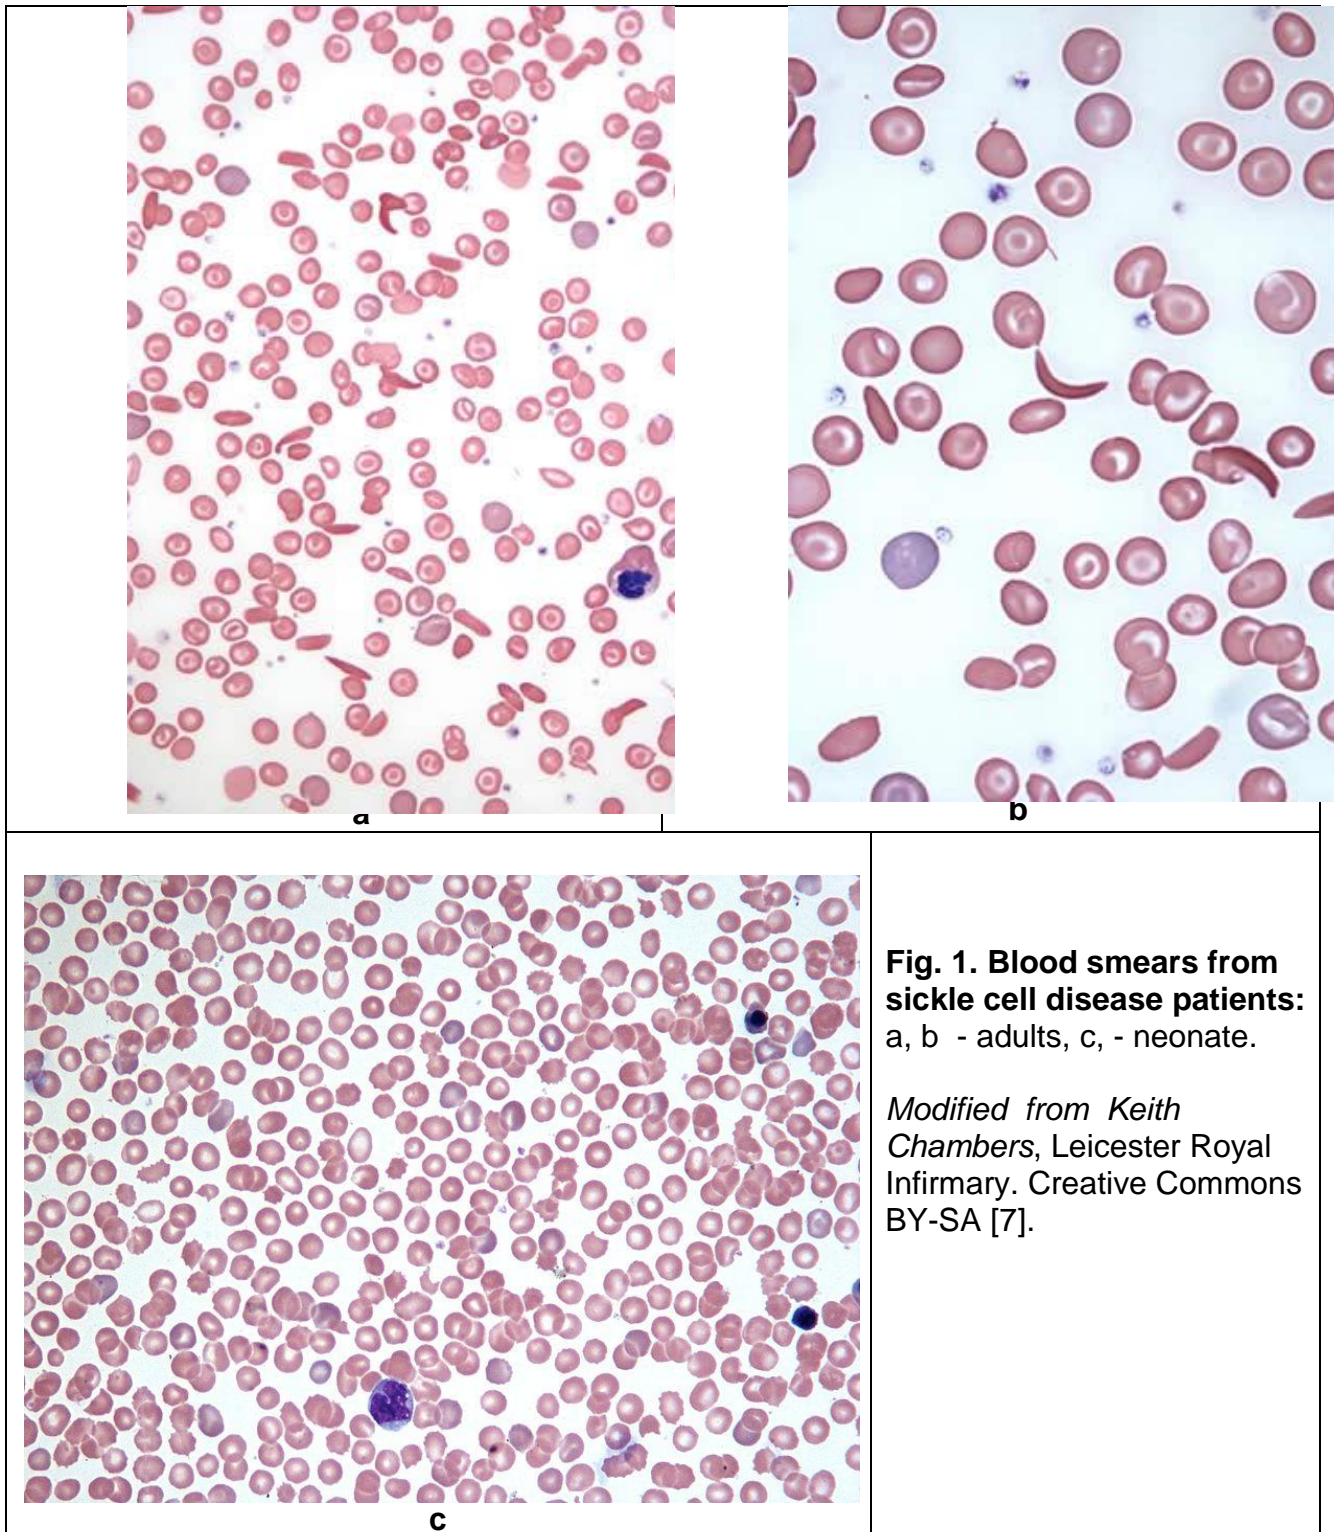 a
b
Fig. 1. Blood smears from
sickle cell disease patients:
a, b - adults, c, - neonate.
Modified from Keith
Chambers, Leicester Royal
Infirmary. Creative Commons
BY-SA [7].
c